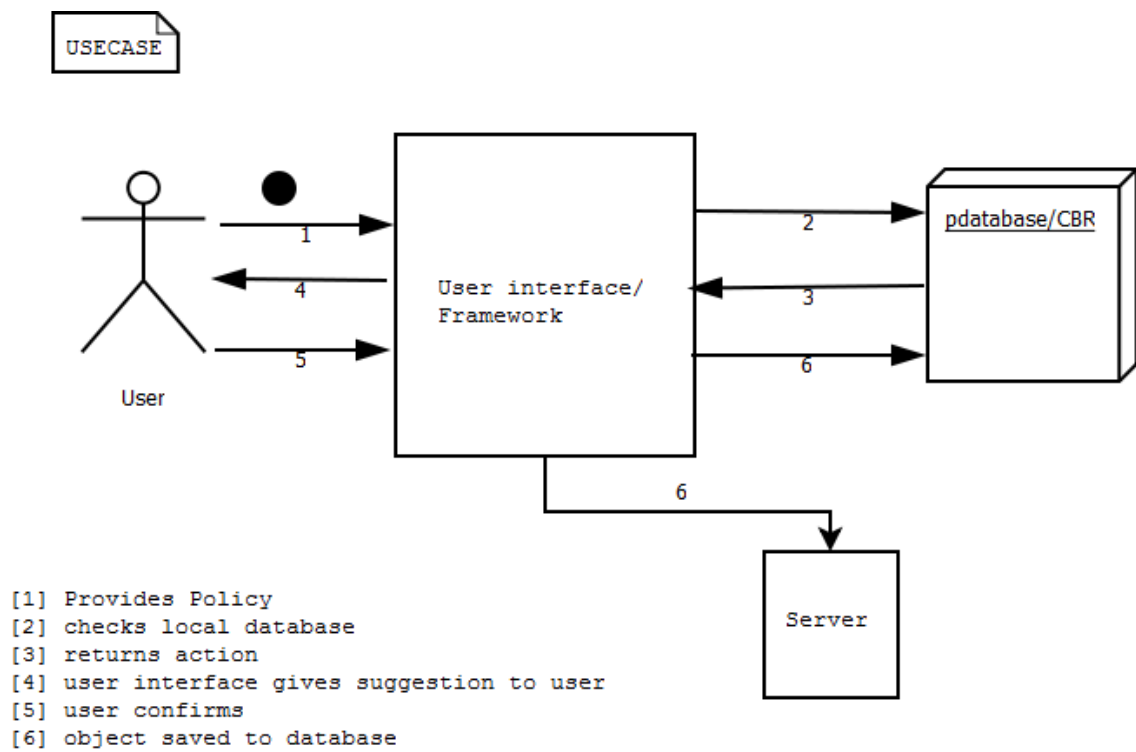 USECASE
1
2
pdatabase/CBR
4
User interface/
Framework
3
5
6
User
6
Server
[1] Provides Policy
[2] checks local database
[3] returns action
[4] user interface gives suggestion to user
[5] user confirms
[6] object saved to database